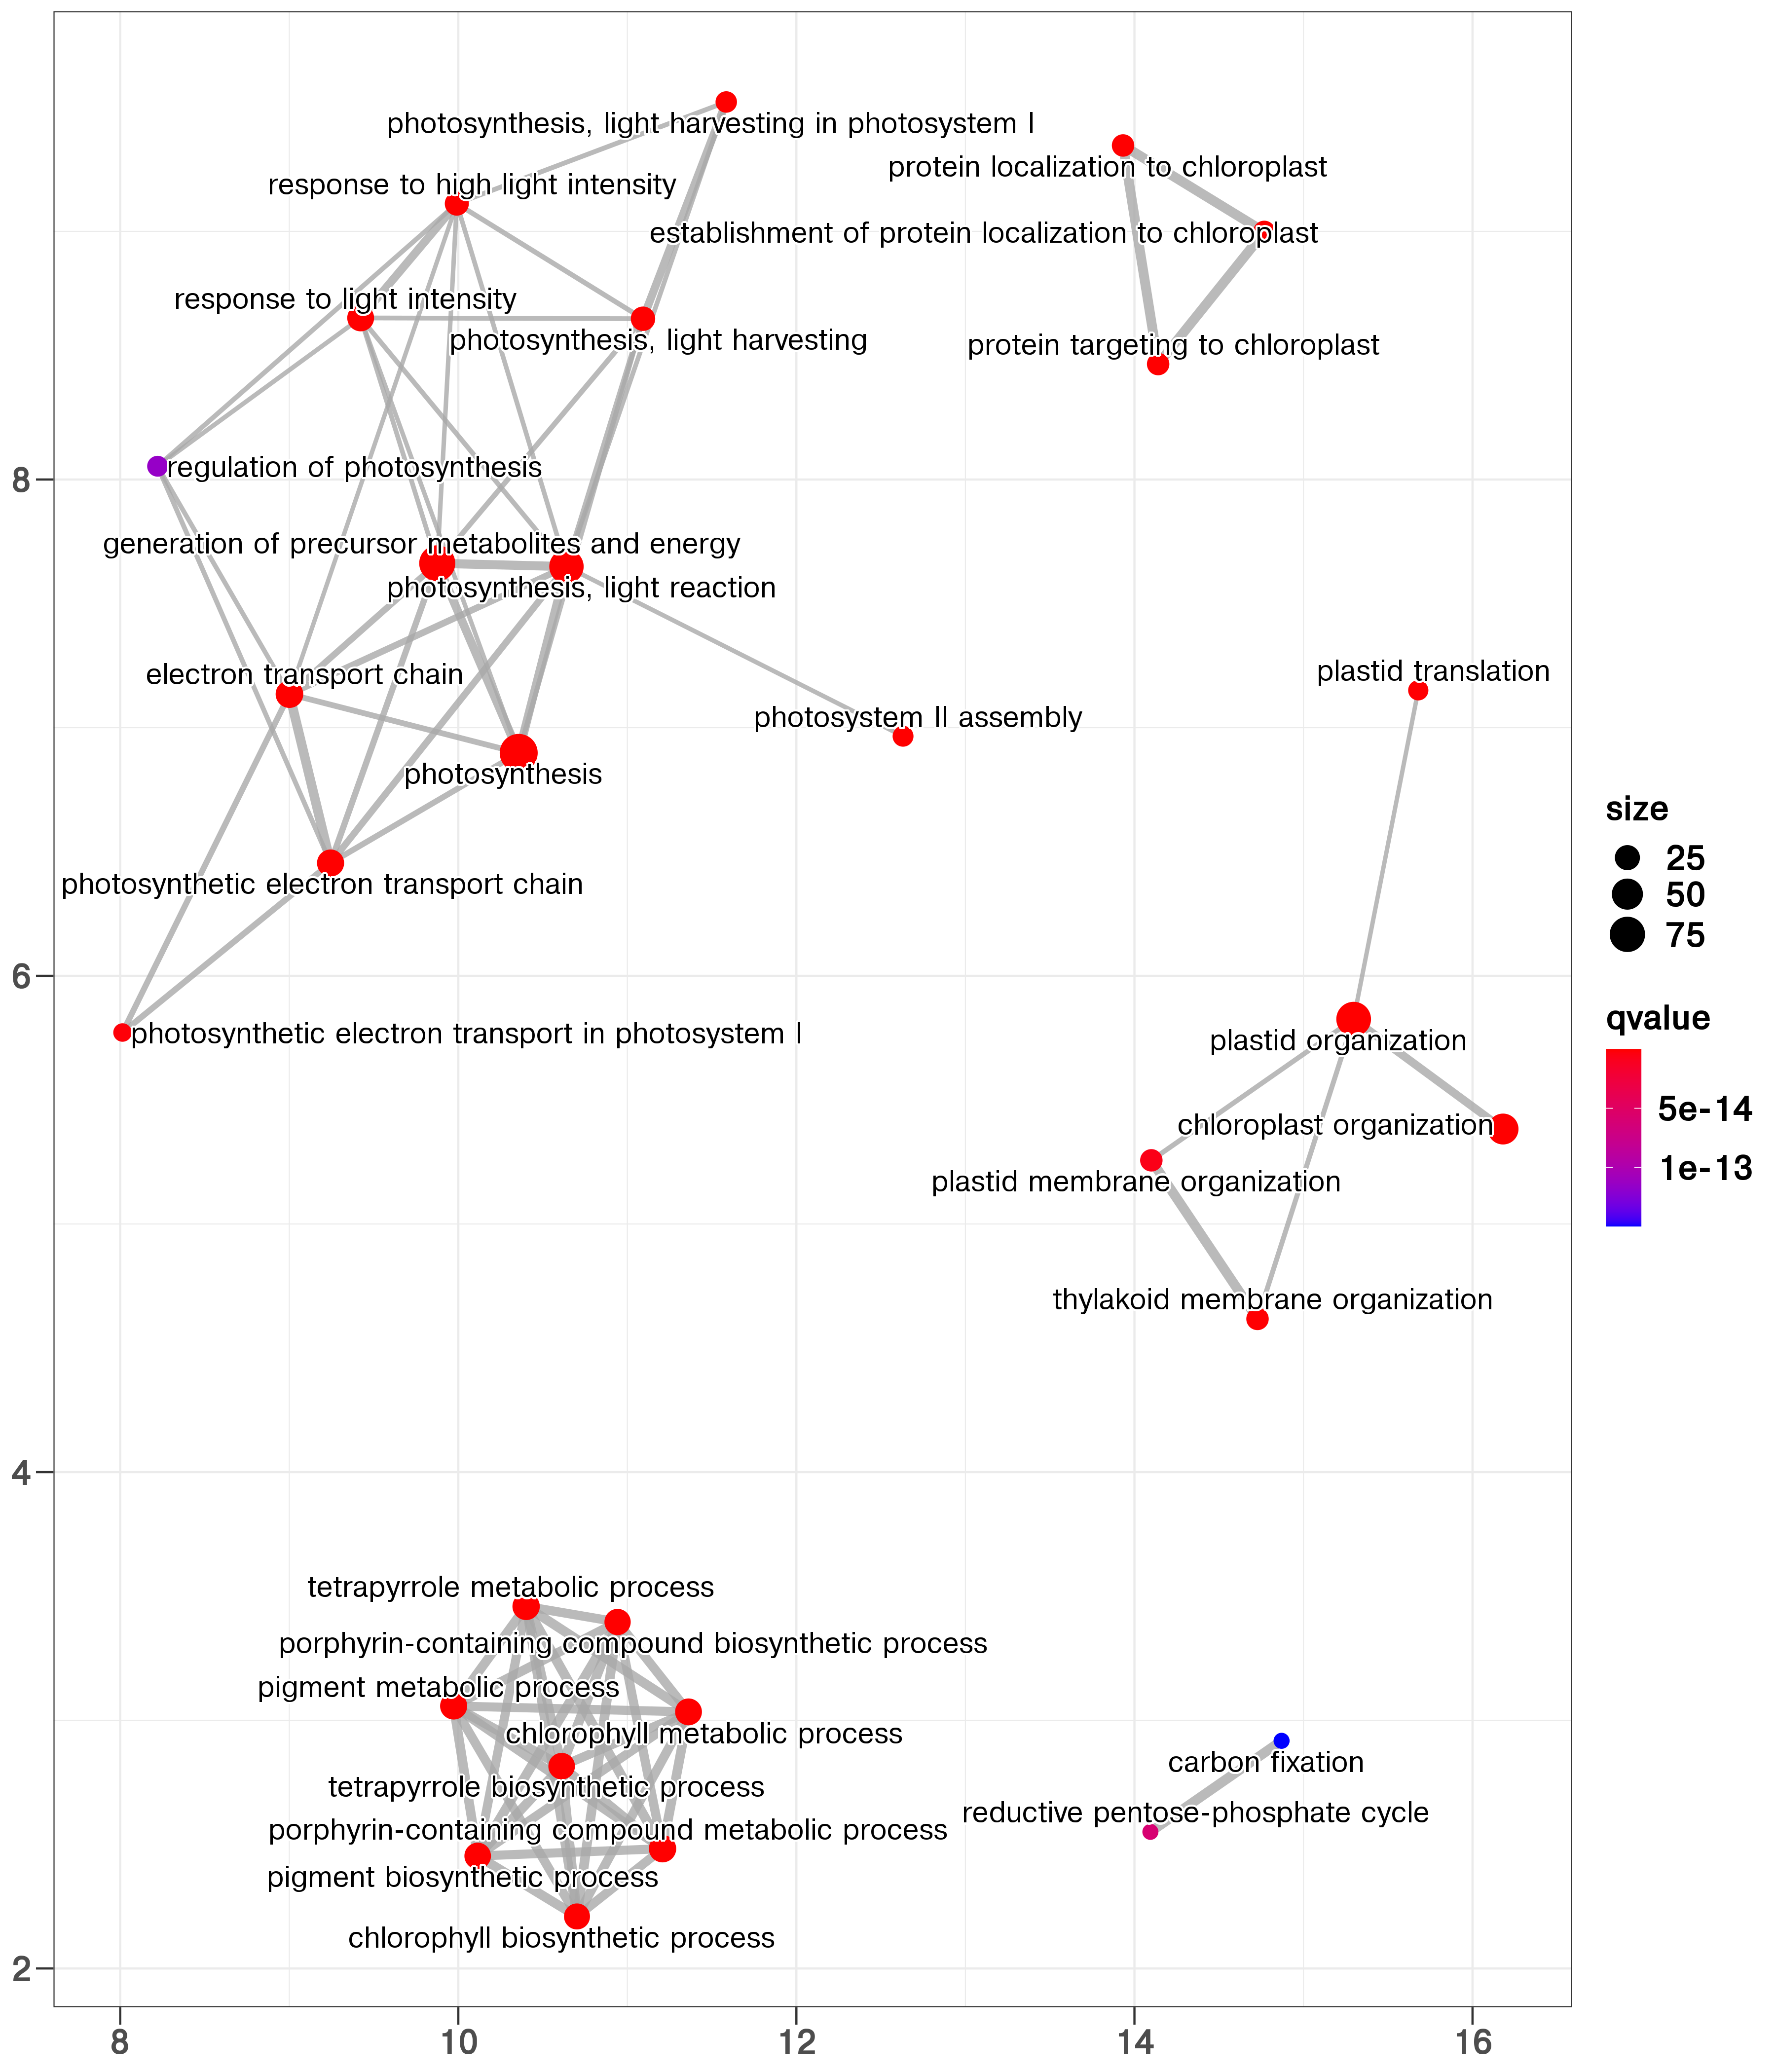 photosynthesis, light harvesting in photosystem I
protein localization to chloroplast
response to high light intensity
establishment of protein localization to chloroplast
response to light intensity
photosynthesis, light harvesting
protein targeting to chloroplast
regulation of photosynthesis
8
generation of precursor metabolites and energy
photosynthesis, light reaction
electron transport chain
plastid translation
photosystem II assembly
photosynthesis
photosynthetic electron transport chain
6
photosynthetic electron transport in photosystem I
plastid organization
chloroplast organization
plastid membrane organization
thylakoid membrane organization
4
tetrapyrrole metabolic process
porphyrin-containing compound biosynthetic process
pigment metabolic process
chlorophyll metabolic process
carbon fixation
tetrapyrrole biosynthetic process
reductive pentose-phosphate cycle
porphyrin-containing compound metabolic process
pigment biosynthetic process
chlorophyll biosynthetic process
2
8 10 12 14 16
size
25
50
75
qvalue
5e-14
1e-13